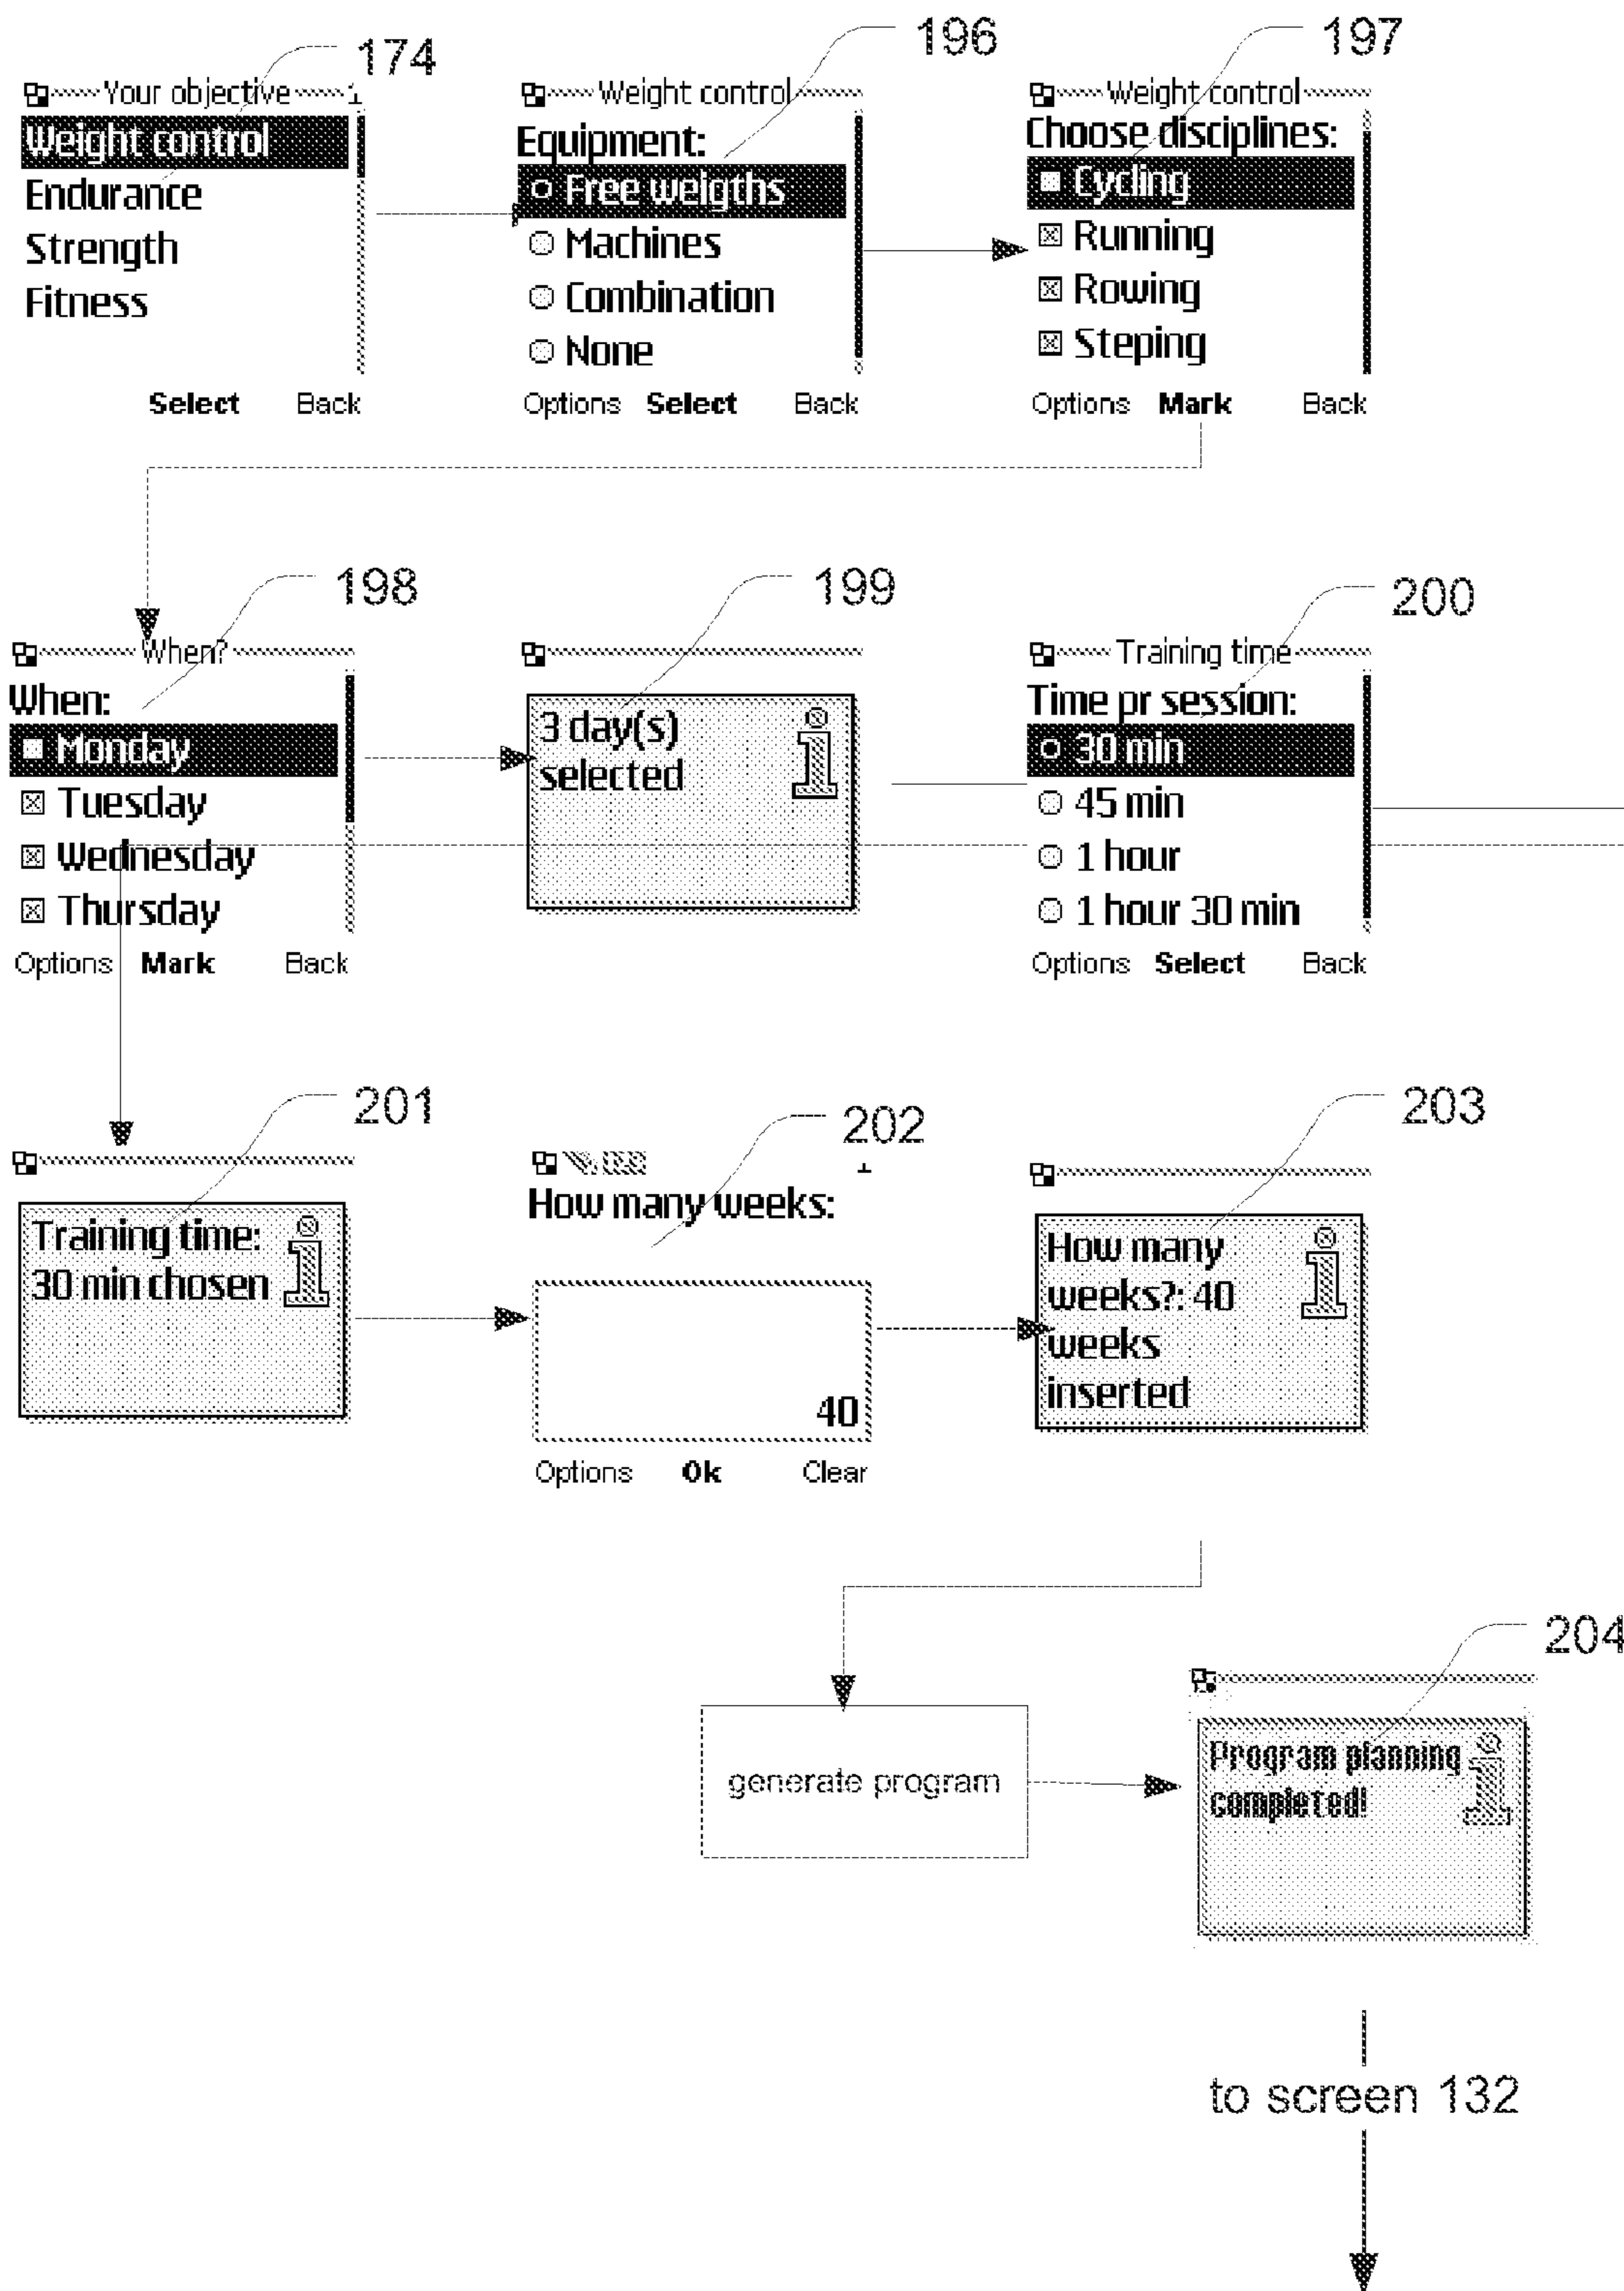 174
Your objective
Weight control
Endurance
Strength
Fitness
Select Back
196
Weight control
Equipment:
Free weigths
Machines
Combination
None
Options Select Back
197
Weight control
Choose disciplines:
Cycling
Running
Rowing
Steping
Options Mark Back
198
When?
When:
Monday
Tuesday
Wednesday
Thursday
Options Mark Back
199
3 day(s)
selected
200
Training time
Time pr session:
30 min
45 min
1 hour
1 hour 30 min
Options Select Back
201
Training time:
30 min chosen
202
How many weeks:
40
Options Ok Clear
203
How many
weeks?: 40
weeks
inserted
generate program
204
Program planning
completed!
to screen 132